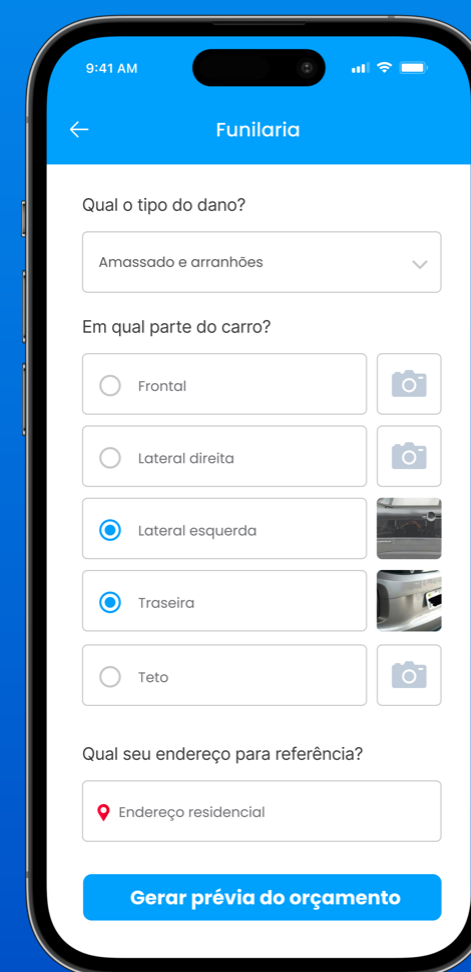 9:41 AM
Funilaria
Qual o tipo do dano?
Amassado e arranhões
Em qual parte do carro?
Frontal
Lateral direita
Lateral esquerda
Traseira
Teto
Qual seu endereço para referência?
Endereço residencial
Gerar prévia do orçamento